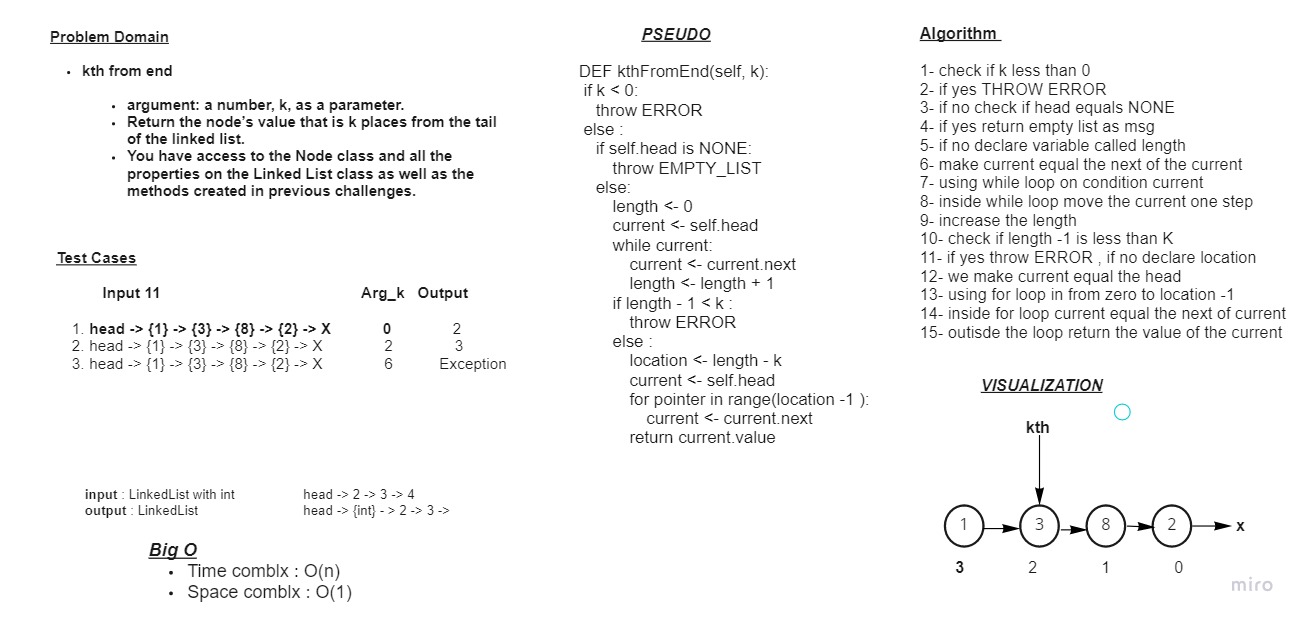 Problem Domain
• kth from end
• argument: a number, k, as a parameter.
• Return the node’s value that is k places from the tail
of the linked list.
• You have access to the Node class and all the
properties on the Linked List class as well as the
methods created in previous challenges.
Test Cases
Input 11 Arg_k Output
1. head -> {1} -> {3} -> {8} -> {2} -> X 0 2
2. head -> {1} -> {3} -> {8} -> {2} -> X 2 3
3. head -> {1} -> {3} -> {8} -> {2} -> X 6 Exception
input : LinkedList with int head -> 2 -> 3 -> 4
output : LinkedList head -> {int} - > 2 -> 3 ->
Big O
• Time comblx : O(n)
• Space comblx : O(1)
PSEUDO
DEF kthFromEnd(self, k):
if k < 0:
throw ERROR
else :
if self.head is NONE:
throw EMPTY_LIST
else:
length <- 0
current <- self.head
while current:
current <- current.next
length <- length + 1
if length - 1 < k :
throw ERROR
else :
location <- length - k
current <- self.head
for pointer in range(location -1 ):
current <- current.next
return current.value
Algorithm
1- check if k less than 0
2- if yes THROW ERROR
3- if no check if head equals NONE
4- if yes return empty list as msg
5- if no declare variable called length
6- make current equal the next of the current
7- using while loop on condition current
8- inside while loop move the current one step
9- increase the length
10- check if length -1 is less than K
11- if yes throw ERROR , if no declare location
12- we make current equal the head
13- using for loop in from zero to location -1
14- inside for loop current equal the next of current
15- outisde the loop return the value of the current
VISUALIZATION
kth
1 3 8 2 x
3 2 1 0
miro